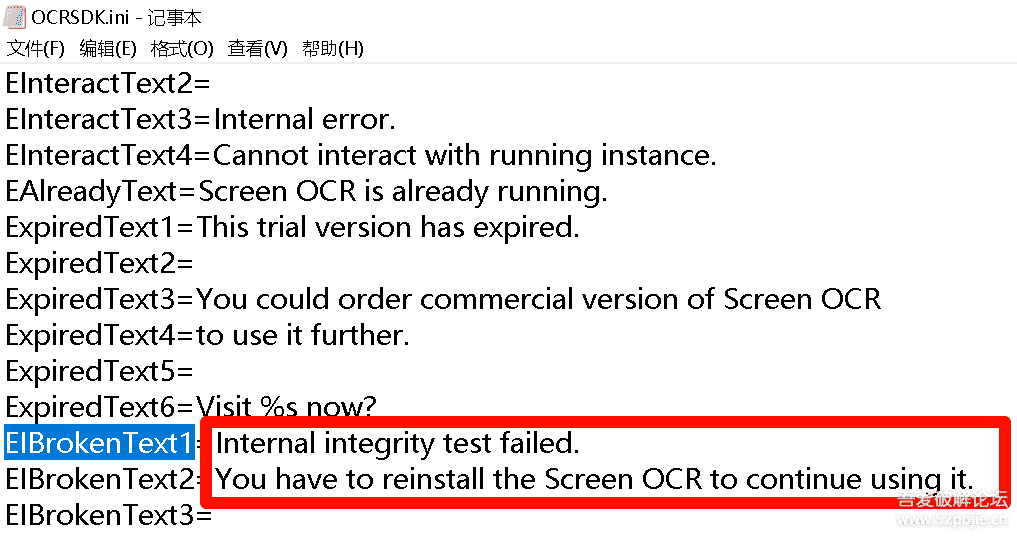 OCRSDK.ini - 记事本
文件(F) 编辑(E) 格式(O) 查看(V) 帮助(H)
EInteractText2=
EInteractText3=Internal error.
EInteractText4=Cannot interact with running instance.
EAlreadyText=Screen OCR is already running.
ExpiredText1=This trial version has expired.
ExpiredText2=
ExpiredText3=You could order commercial version of Screen OCR
ExpiredText4=to use it further.
ExpiredText5=
ExpiredText6=Visit %s now?
EIBrokenText1= Internal integrity test failed.
EIBrokenText2= You have to reinstall the Screen OCR to continue using it.
EIBrokenText3=
吾爱破解论坛
www.52pojie.cn